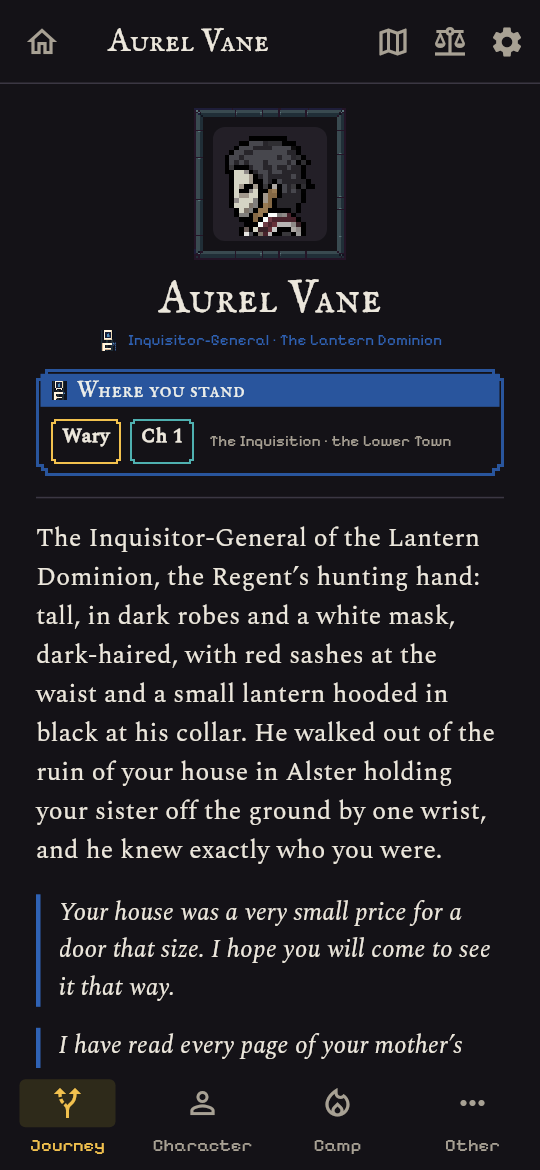 Aurel Vane
Aurel Vane
Inquisitor-General · The Lantern Dominion
Where you stand
Wary
Ch 1
The Inquisition · the Lower Town
The Inquisitor-General of the Lantern
Dominion, the Regent’s hunting hand:
tall, in dark robes and a white mask,
dark-haired, with red sashes at the
waist and a small lantern hooded in
black at his collar. He walked out of the
ruin of your house in Alster holding
your sister off the ground by one wrist,
and he knew exactly who you were.
Your house was a very small price for a
door that size. I hope you will come to see
it that way.
I have read every page of your mother’s
Journey
Character
Camp
Other